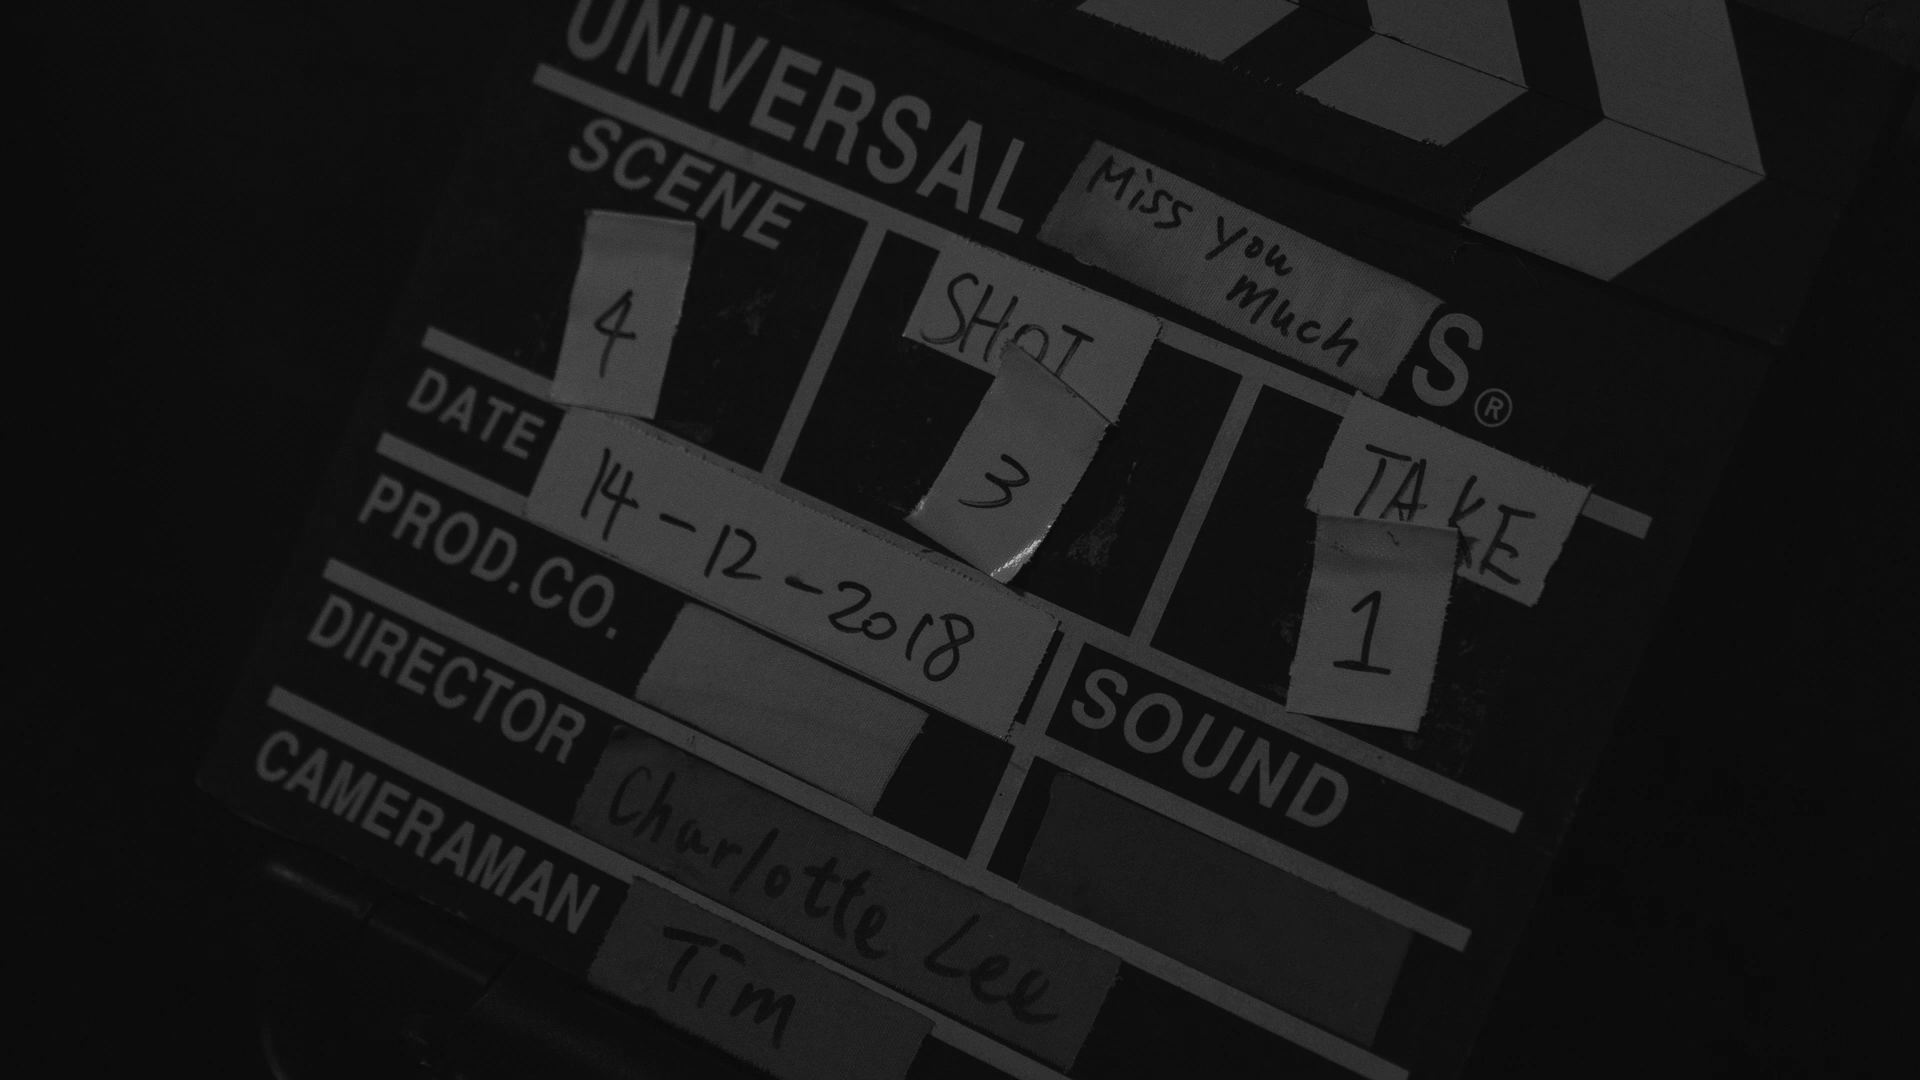 UNIVERSAL
Miss you
Much
S®
SCENE
4
SHOT
3
TAKE
1
DATE
14-12-2018
PROD.CO.
SOUND
DIRECTOR
Charlotte Lee
CAMERAMAN
Tim